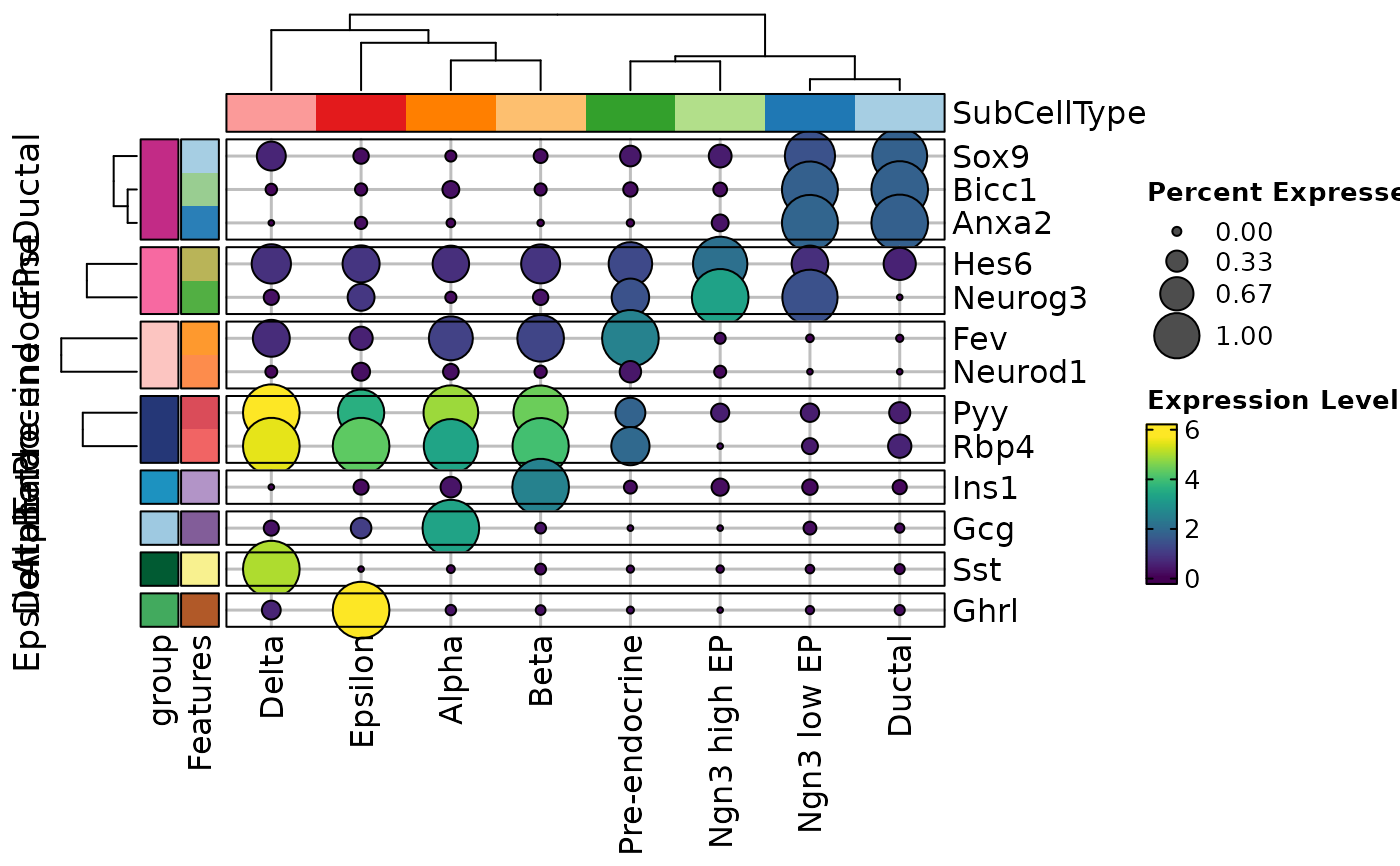 SubCellType
Ductal
Sox9
Bicc1
Anxa2
Hes6
Neurog3
Fev
Neurod1
Pyy
Rbp4
Ins1
Gcg
Sst
Ghrl
group
Features
Delta
Epsilon
Alpha
Beta
Pre-endocrine
Ngn3 high EP
Ngn3 low EP
Ductal
Percent Expresse
0.00
0.33
0.67
1.00
Expression Level
6
4
2
0